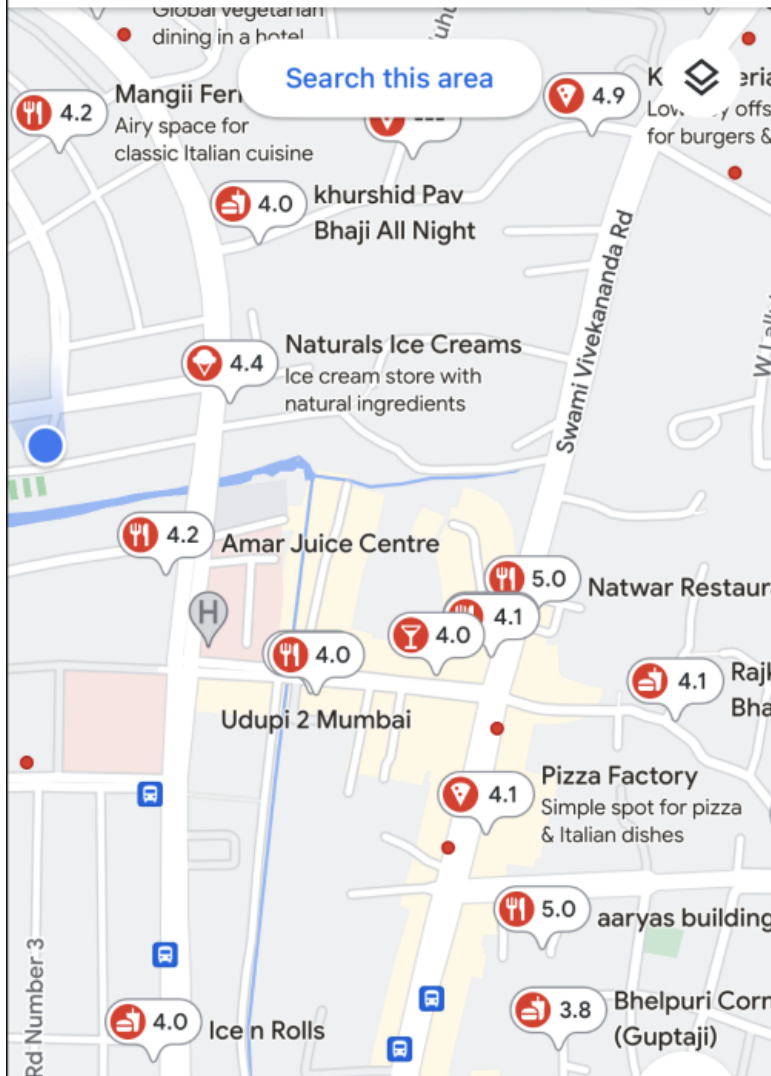 Global vegetarian
dining in a hotel
Search this area
4.2
Mangii
Airy space for
classic Italian cuisine
4.9
for burgers &
4.0
khurshid Pav
Bhaji All Night
Swami Vivekananda Rd
4.4
Naturals Ice Creams
Ice cream store with
natural ingredients
4.2
Amar Juice Centre
H
5.0
Natwar
4.1
4.0
4.0
Udupi 2 Mumbai
4.1
4.1
Pizza Factory
Simple spot for pizza
& Italian dishes
5.0
aaryas building
Rd Number 3
4.0
Ice n Rolls
3.8
Bhelpuri
(Guptaji)